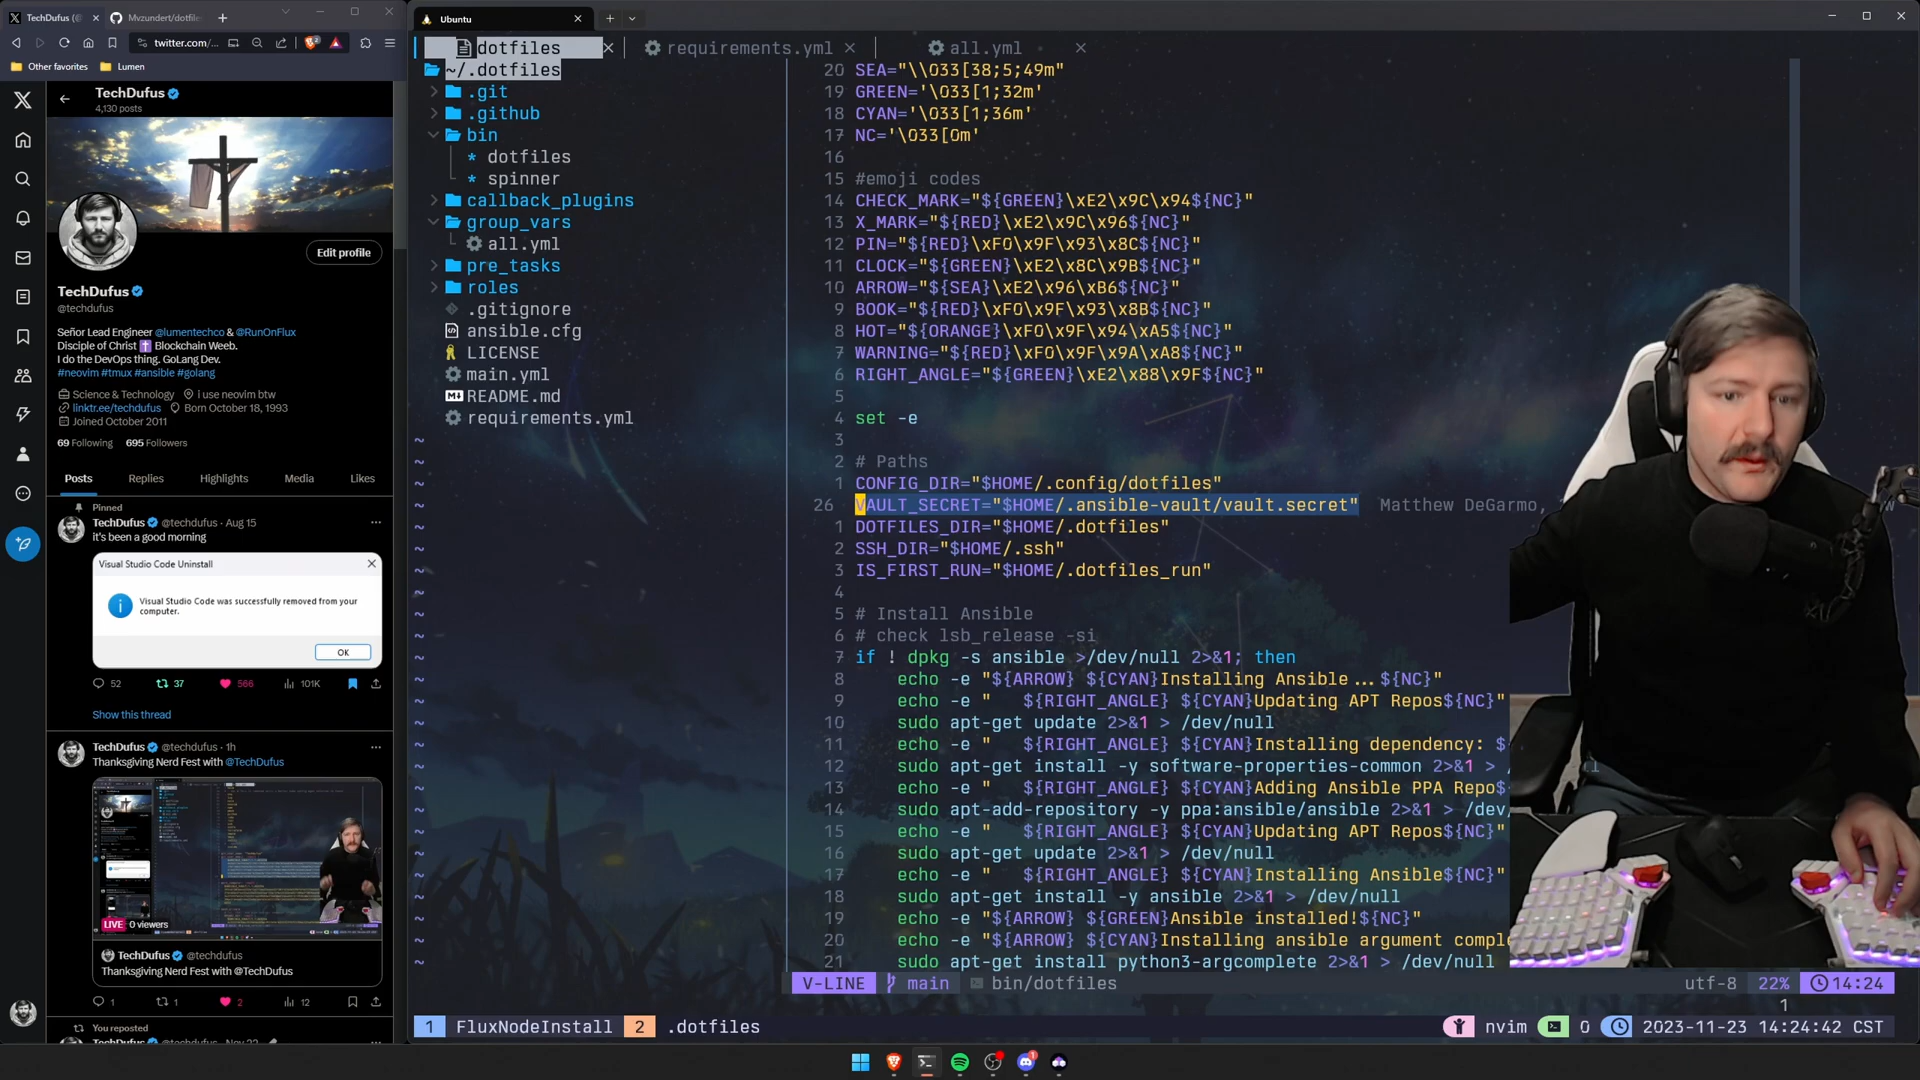 TechDufus (@
Mvzundert/dotfile
twitter.com/...
Other favorites
Lumen
TechDufus
4,130 posts
Edit profile
TechDufus
@techdufus
Señor Lead Engineer @lumentechco & @RunOnFlux
Disciple of Christ ✝ Blockchain Weeb.
I do the DevOps thing. GoLang Dev.
#neovim #tmux #ansible #golang
Science & Technology i use neovim btw
linktr.ee/techdufus Born October 18, 1993
Joined October 2011
69 Following 695 Followers
Posts Replies Highlights Media Likes
Pinned
TechDufus @techdufus · Aug 15
it's been a good morning
Visual Studio Code Uninstall
Visual Studio Code was successfully removed from your
computer.
OK
52 37 566 101K
Show this thread
TechDufus @techdufus · 1h
Thanksgiving Nerd Fest with @TechDufus
LIVE 0 viewers
TechDufus @techdufus
Thanksgiving Nerd Fest with @TechDufus
1 1 2 12
You reposted
Ubuntu
dotfiles
requirements.yml
all.yml
~/.dotfiles
.git
.github
bin
* dotfiles
* spinner
callback_plugins
group_vars
all.yml
pre_tasks
roles
.gitignore
ansible.cfg
LICENSE
main.yml
README.md
requirements.yml
20 SEA="\\033[38;5;49m"
19 GREEN='\033[1;32m'
18 CYAN='\033[1;36m'
17 NC='\033[0m'
16
15 #emoji codes
14 CHECK_MARK="${GREEN}\xE2\x9C\x94${NC}"
13 X_MARK="${RED}\xE2\x9C\x96${NC}"
12 PIN="${RED}\xF0\x9F\x93\x8C${NC}"
11 CLOCK="${GREEN}\xE2\x8C\x9B${NC}"
10 ARROW="${SEA}\xE2\x96\xB6${NC}"
9 BOOK="${RED}\xF0\x9F\x93\x8B${NC}"
8 HOT="${ORANGE}\xF0\x9F\x94\xA5${NC}"
7 WARNING="${RED}\xF0\x9F\x9A\xA8${NC}"
6 RIGHT_ANGLE="${GREEN}\xE2\x88\x9F${NC}"
5
4 set -e
3
2 # Paths
1 CONFIG_DIR="$HOME/.config/dotfiles"
26 VAULT_SECRET="$HOME/.ansible-vault/vault.secret" Matthew DeGarmo,
1 DOTFILES_DIR="$HOME/.dotfiles"
2 SSH_DIR="$HOME/.ssh"
3 IS_FIRST_RUN="$HOME/.dotfiles_run"
4
5 # Install Ansible
6 # check lsb_release -si
7 if ! dpkg -s ansible >/dev/null 2>&1; then
8 echo -e "${ARROW} ${CYAN}Installing Ansible...${NC}"
9 echo -e " ${RIGHT_ANGLE} ${CYAN}Updating APT Repos${NC}"
10 sudo apt-get update 2>&1 > /dev/null
11 echo -e " ${RIGHT_ANGLE} ${CYAN}Installing dependency: $
12 sudo apt-get install -y software-properties-common 2>&1 > /
13 echo -e " ${RIGHT_ANGLE} ${CYAN}Adding Ansible PPA Repo$
14 sudo apt-add-repository -y ppa:ansible/ansible 2>&1 > /dev/
15 echo -e " ${RIGHT_ANGLE} ${CYAN}Updating APT Repos${NC}"
16 sudo apt-get update 2>&1 > /dev/null
17 echo -e " ${RIGHT_ANGLE} ${CYAN}Installing Ansible${NC}"
18 sudo apt-get install -y ansible 2>&1 > /dev/null
19 echo -e "${ARROW} ${GREEN}Ansible installed!${NC}"
20 echo -e "${ARROW} ${CYAN}Installing ansible argument compl
21 sudo apt-get install python3-argcomplete 2>&1 > /dev/null
V-LINE main bin/dotfiles utf-8 22% 14:24
1
1 FluxNodeInstall 2 .dotfiles nvim 0 2023-11-23 14:24:42 CST